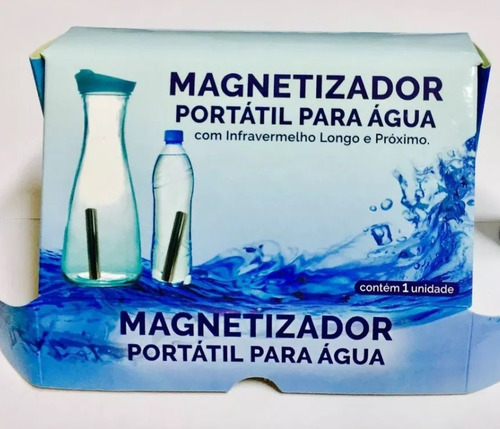 MAGNETIZADOR
PORTÁTIL PARA ÁGUA
com Infravermelho Longo e Próximo.
contém 1 unidade
MAGNETIZADOR
PORTÁTIL PARA ÁGUA